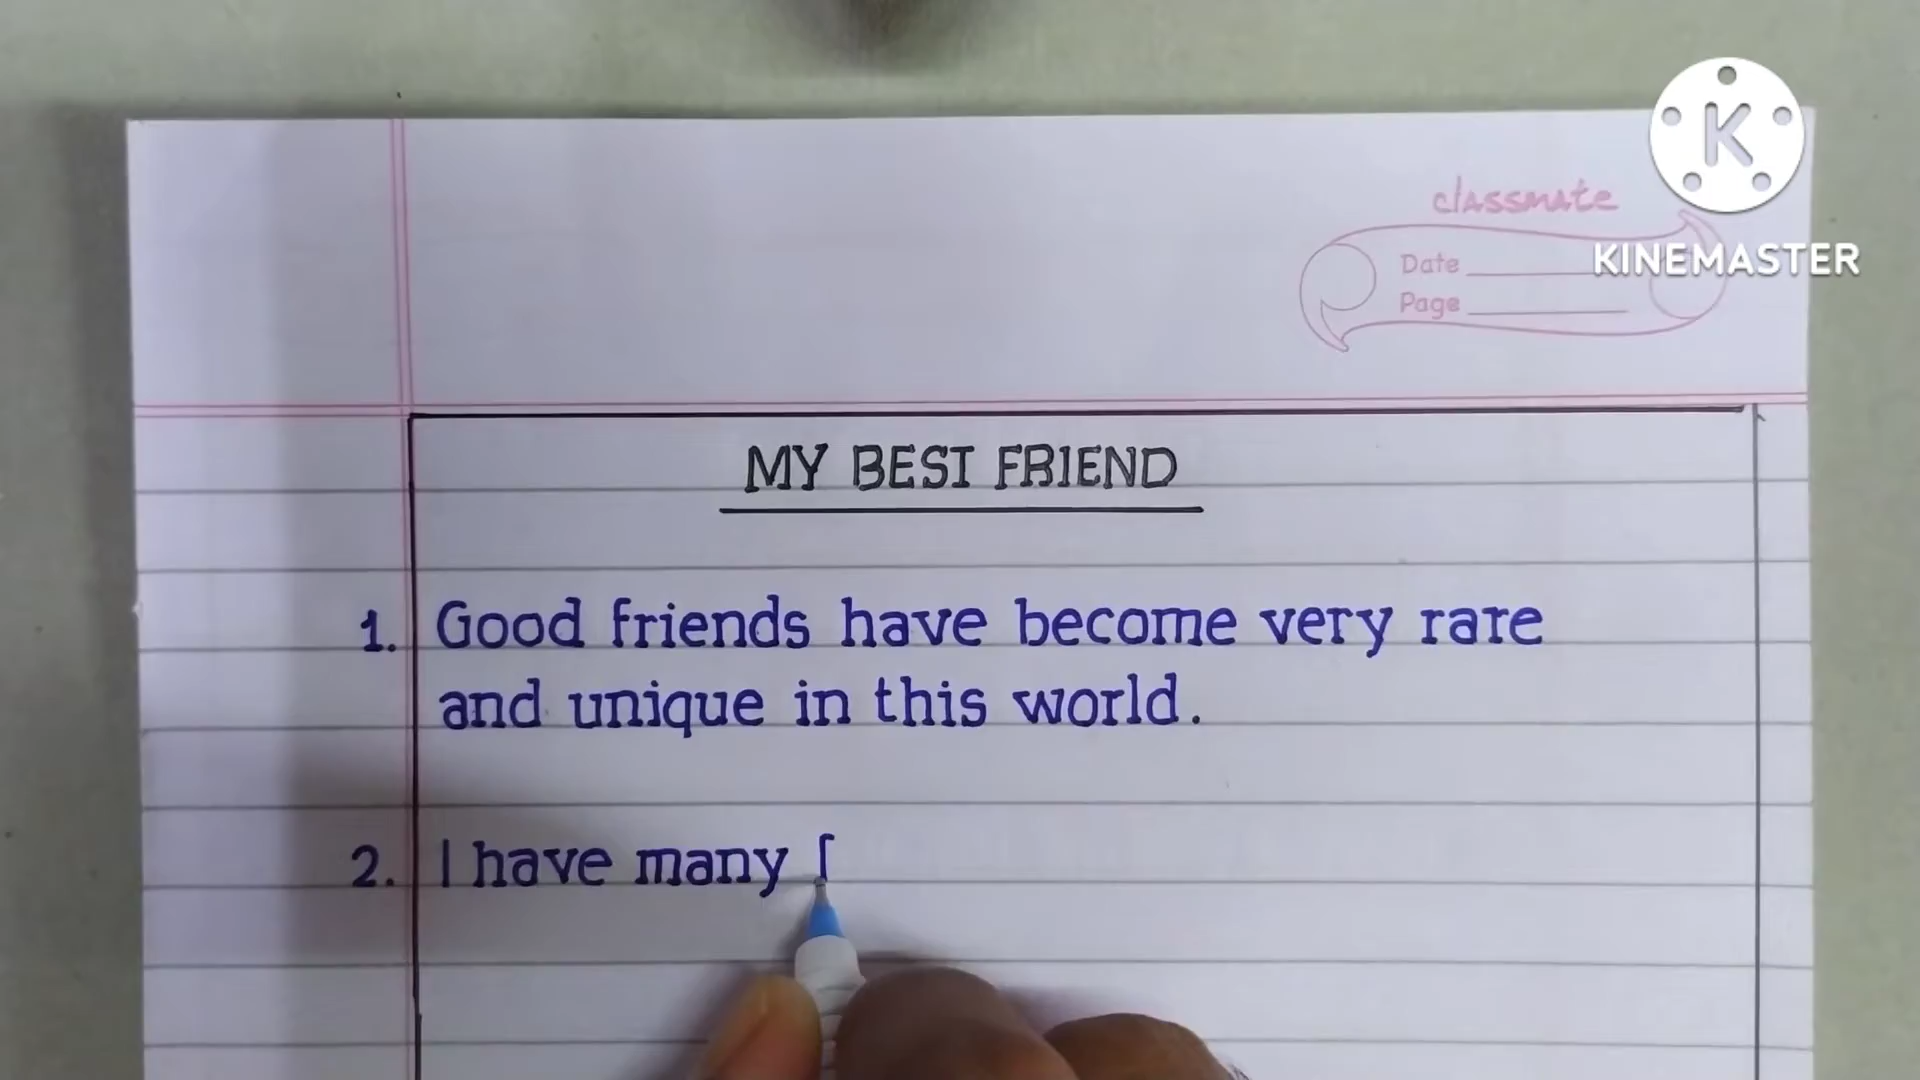 K
KINEMASTER
classmate
Date
Page
MY BEST FRIEND
1. Good friends have become very rare
and unique in this world.
2. I have many